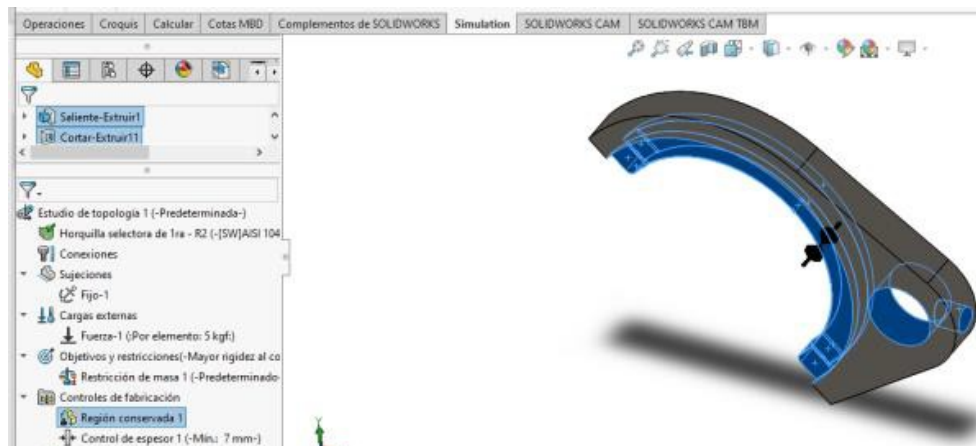 Operaciones Croquis Calcular Cotas MBD Complementos de SOLIDWORKS Simulation SOLIDWORKS CAM SOLIDWORKS CAM TBM
Saliente-Extruir1
Cortar-Extruir11
Estudio de topología 1 (-Predeterminada-)
Horquilla selectora de 1ra - R2 (-[SW]AISI 104
Conexiones
Sujeciones
Fijo-1
Cargas externas
Fuerza-1 (:Por elemento: 5 kgf:)
Objetivos y restricciones(-Mayor rigidez al co
Restricción de masa 1 (-Predeterminado-
Controles de fabricación
Región conservada 1
Control de espesor 1 (-Mín.: 7 mm-)
Y